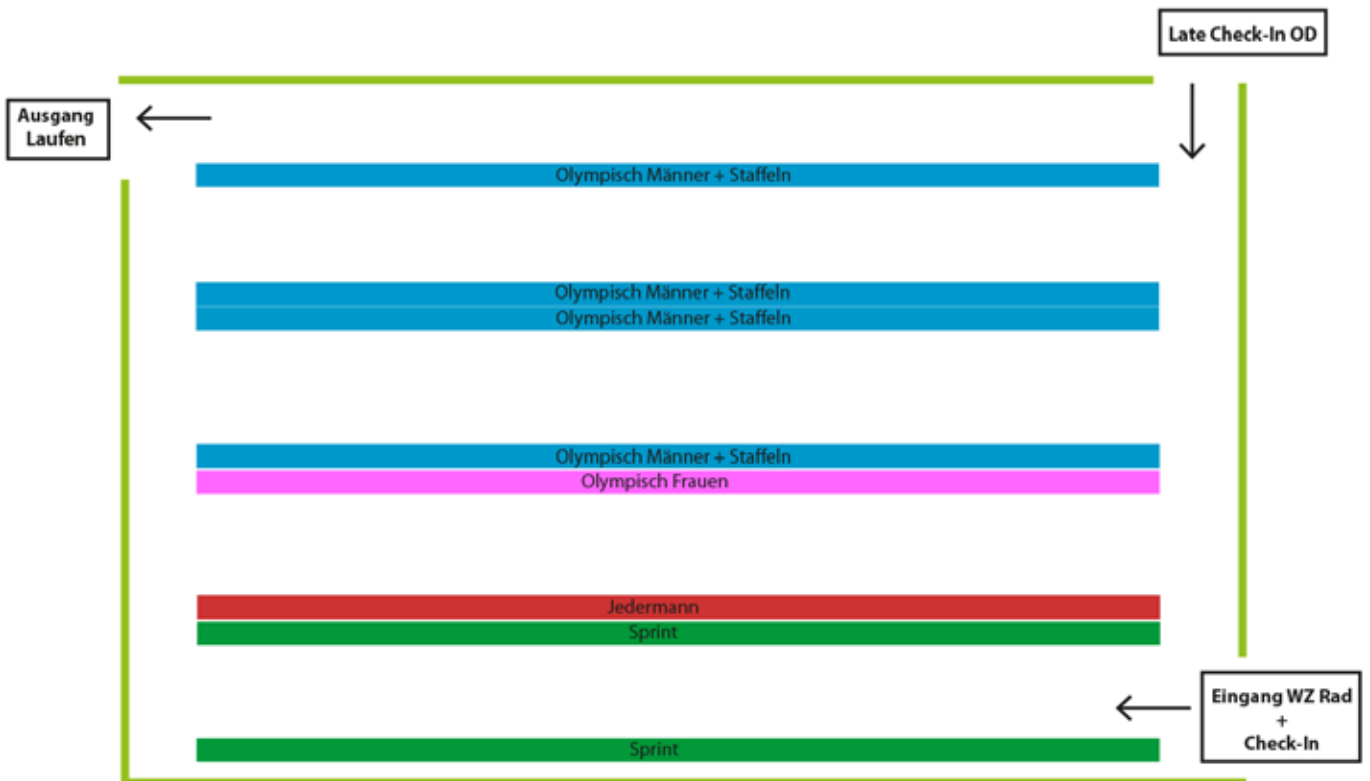 Late Check-In OD
Ausgang
Laufen
Olympisch Männer + Staffeln
Olympisch Männer + Staffeln
Olympisch Männer + Staffeln
Olympisch Männer + Staffeln
Olympisch Frauen
Jedermann
Sprint
Eingang WZ Rad
+
Check-In
Sprint